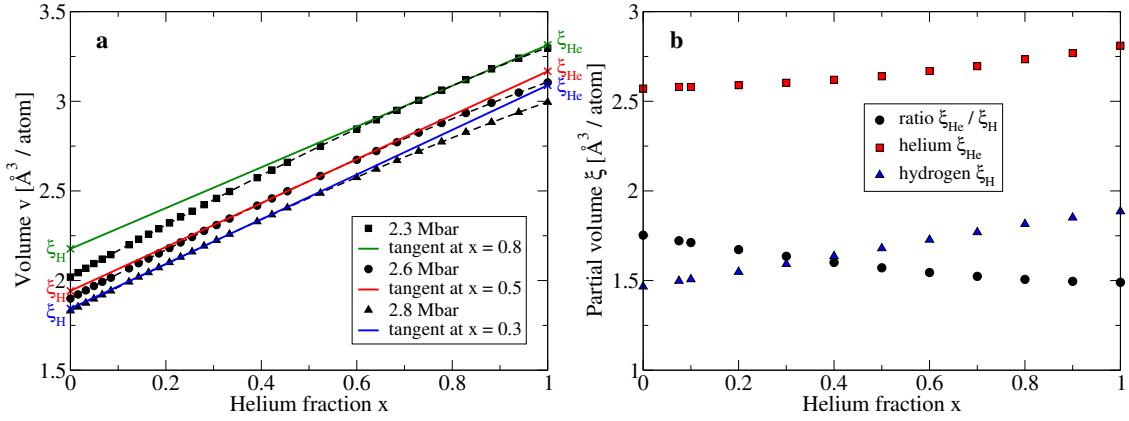 a
Volume v [Å³ / atom]
3.5
3
2.5
2
1.5
ξH
ξH
ξH
ξHe
ξHe
ξHe
2.3 Mbar
tangent at x = 0.8
2.6 Mbar
tangent at x = 0.5
2.8 Mbar
tangent at x = 0.3
0
0.2
0.4
0.6
0.8
1
Helium fraction x
b
Partial volume ξ [Å³ / atom]
3
2.5
2
1.5
1
ratio ξHe / ξH
helium ξHe
hydrogen ξH
0
0.2
0.4
0.6
0.8
1
Helium fraction x